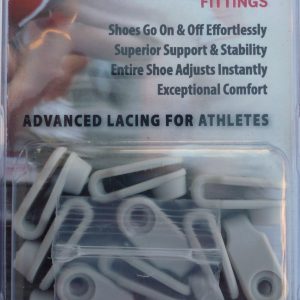 FITTINGS
Shoes Go On & Off Effortlessly
Superior Support & Stability
Entire Shoe Adjusts Instantly
Exceptional Comfort
ADVANCED LACING FOR ATHLETES